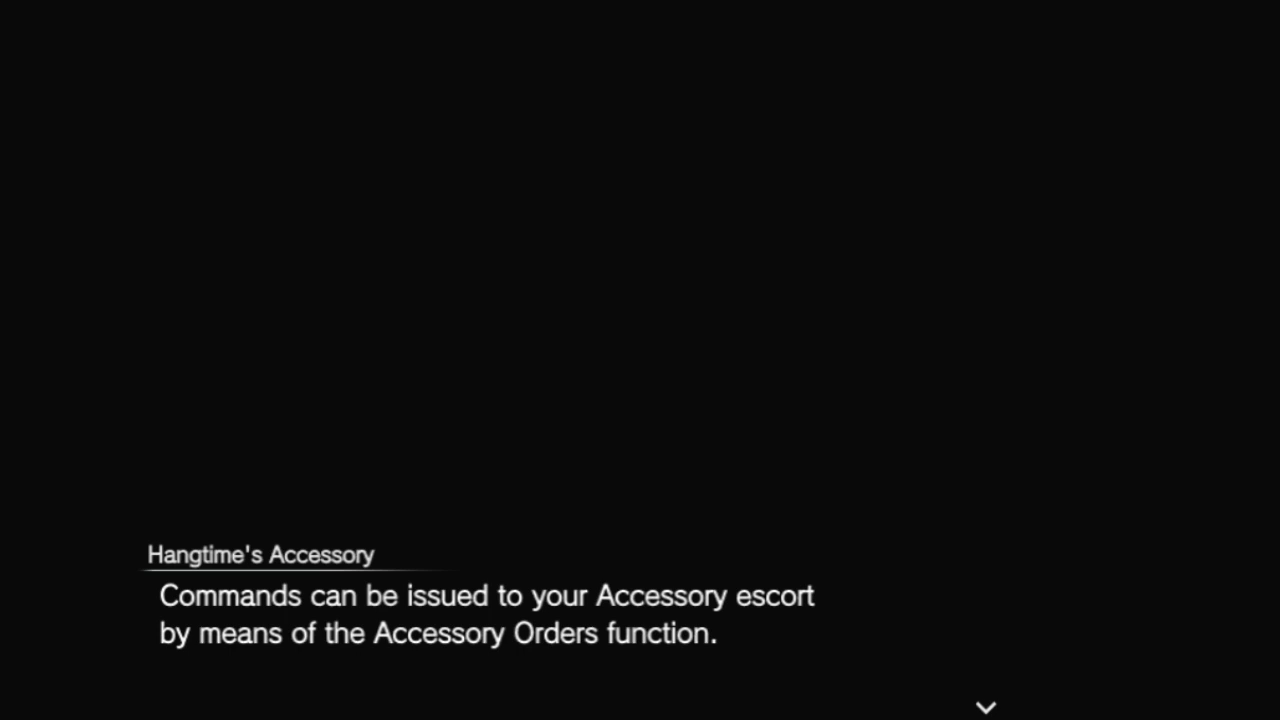 Hangtime's Accessory
Commands can be issued to your Accessory escort
by means of the Accessory Orders function.